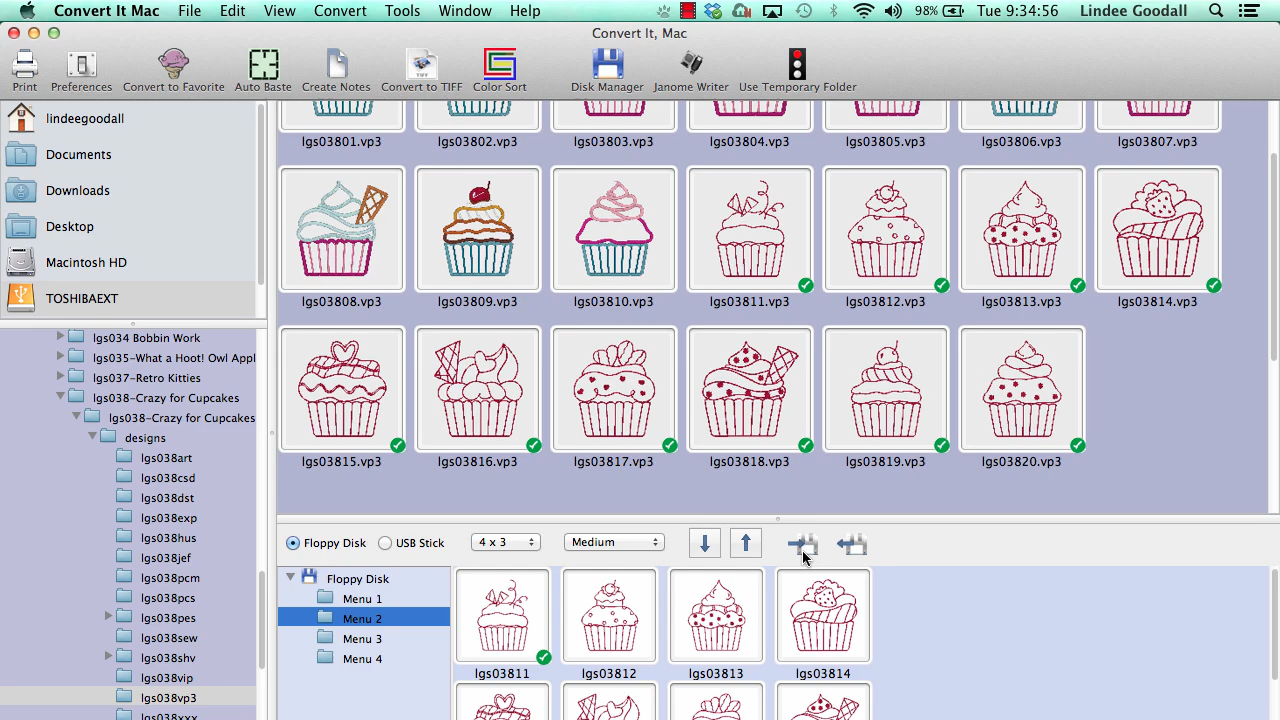 Convert It Mac File Edit View Convert Tools Window Help 98% Tue 9:34:56 Lindee Goodall
Convert It, Mac
Print Preferences Convert to Favorite Auto Baste Create Notes Convert to TIFF Color Sort Disk Manager Janome Writer Use Temporary Folder
lindeegoodall
Documents
Downloads
Desktop
Macintosh HD
TOSHIBAEXT
lgs034 Bobbin Work
lgs035-What a Hoot! Owl Appl
lgs037-Retro Kitties
lgs038-Crazy for Cupcakes
lgs038-Crazy for Cupcakes
designs
lgs038art
lgs038csd
lgs038dst
lgs038exp
lgs038hus
lgs038jef
lgs038pcm
lgs038pcs
lgs038pes
lgs038sew
lgs038shv
lgs038vip
lgs038vp3
lgs038xxx
lgs03801.vp3 lgs03802.vp3 lgs03803.vp3 lgs03804.vp3 lgs03805.vp3 lgs03806.vp3 lgs03807.vp3
lgs03808.vp3 lgs03809.vp3 lgs03810.vp3 lgs03811.vp3 lgs03812.vp3 lgs03813.vp3 lgs03814.vp3
lgs03815.vp3 lgs03816.vp3 lgs03817.vp3 lgs03818.vp3 lgs03819.vp3 lgs03820.vp3
Floppy Disk USB Stick 4 x 3 Medium
Floppy Disk
Menu 1
Menu 2
Menu 3
Menu 4
lgs03811 lgs03812 lgs03813 lgs03814